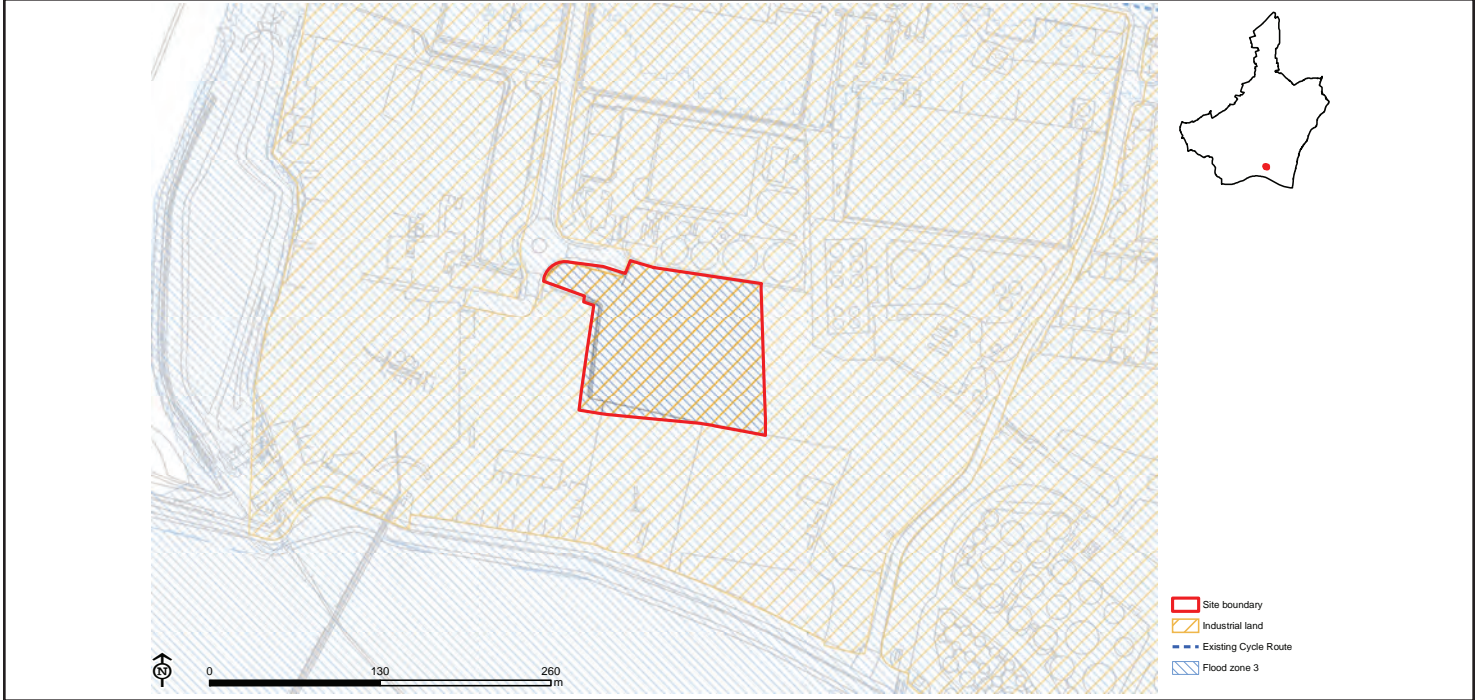 Site boundary
Industrial land
Existing Cycle Route
Flood zone 3
N
0 130 260
m